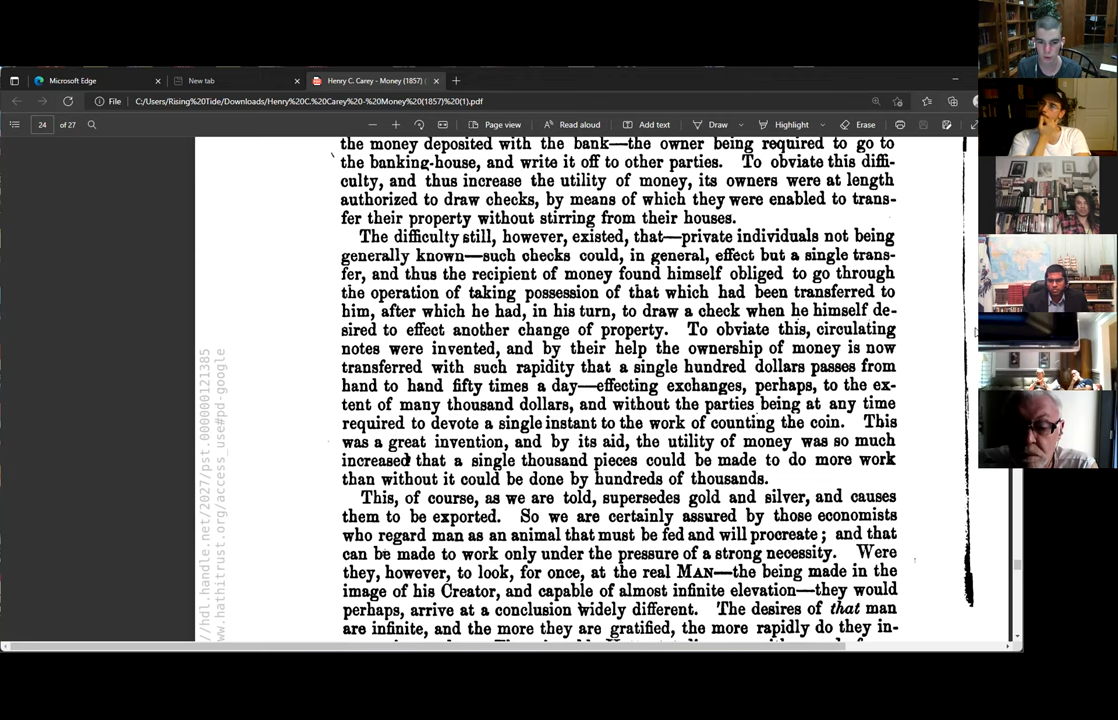 Microsoft Edge
New tab
Henry C. Carey - Money (1857) (
File C:/Users/Rising%20Tide/Downloads/Henry%20C.%20Carey%20-%20Money%20(1857)%20(1).pdf
24 of 27
Page view Read aloud Add text Draw Highlight Erase
the money deposited with the bank—the owner being required to go to
the banking-house, and write it off to other parties. To obviate this diffi-
culty, and thus increase the utility of money, its owners were at length
authorized to draw checks, by means of which they were enabled to trans-
fer their property without stirring from their houses.
The difficulty still, however, existed, that—private individuals not being
generally known—such checks could, in general, effect but a single trans-
fer, and thus the recipient of money found himself obliged to go through
the operation of taking possession of that which had been transferred to
him, after which he had, in his turn, to draw a check when he himself de-
sired to effect another change of property. To obviate this, circulating
notes were invented, and by their help the ownership of money is now
transferred with such rapidity that a single hundred dollars passes from
hand to hand fifty times a day—effecting exchanges, perhaps, to the ex-
tent of many thousand dollars, and without the parties being at any time
required to devote a single instant to the work of counting the coin. This
was a great invention, and by its aid, the utility of money was so much
increased that a single thousand pieces could be made to do more work
than without it could be done by hundreds of thousands.
This, of course, as we are told, supersedes gold and silver, and causes
them to be exported. So we are certainly assured by those economists
who regard man as an animal that must be fed and will procreate; and that
can be made to work only under the pressure of a strong necessity. Were
they, however, to look, for once, at the real MAN—the being made in the
image of his Creator, and capable of almost infinite elevation—they would
perhaps, arrive at a conclusion widely different. The desires of that man
are infinite, and the more they are gratified, the more rapidly do they in-
//hdl.handle.net/2027/pst.000000121385
ww.hathitrust.org/access_use#pd-google